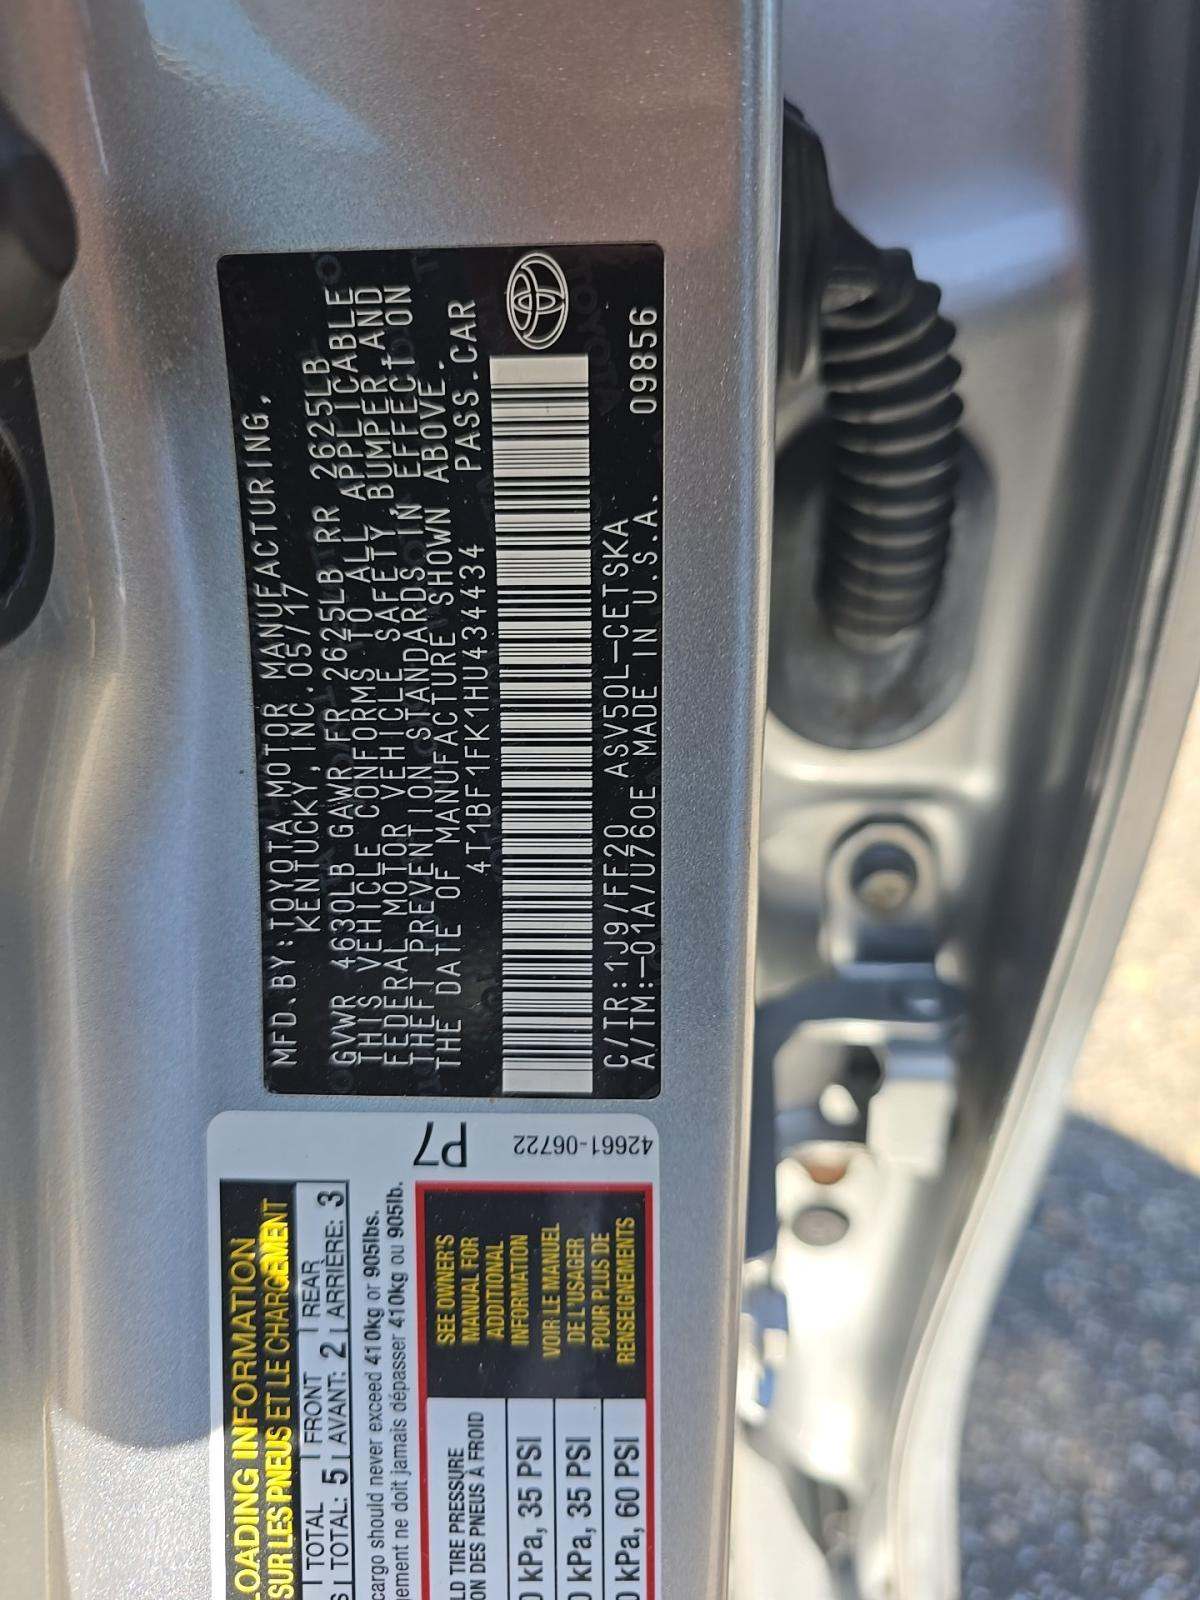 MFD.BY:TOYOTA MOTOR MANUFACTURING,
KENTUCKY,INC.05/17
GVWR 4630LB GAWR FR 2625LB RR 2625LB
THIS VEHICLE CONFORMS TO ALL APPLICABLE
FEDERAL MOTOR VEHICLE SAFETY,BUMPER,AND
THEFT PREVENTION STANDARDS IN EFFECT ON
THE DATE OF MANUFACTURE SHOWN ABOVE.
4T1BF1FK1HU434434 PASS.CAR
C/TR:1J9/FF20 ASV50L-CETSKA
A/TM:-01A/U760E MADE IN U.S.A. 09856
LOADING INFORMATION
SUR LES PNEUS ET LE CHARGEMENT
TOTAL FRONT REAR
TOTAL: 5 AVANT: 2 ARRIÈRE: 3
cargo should never exceed 410kg or 905lbs.
ne doit jamais dépasser 410kg ou 905lb.
P7
42661-06722
TIRE PRESSURE
DES PNEUS À FROID
kPa, 35 PSI
kPa, 35 PSI
kPa, 60 PSI
SEE OWNER'S
MANUAL FOR
ADDITIONAL
INFORMATION
VOIR LE MANUEL
DE L'USAGER
POUR PLUS DE
RENSEIGNEMENTS